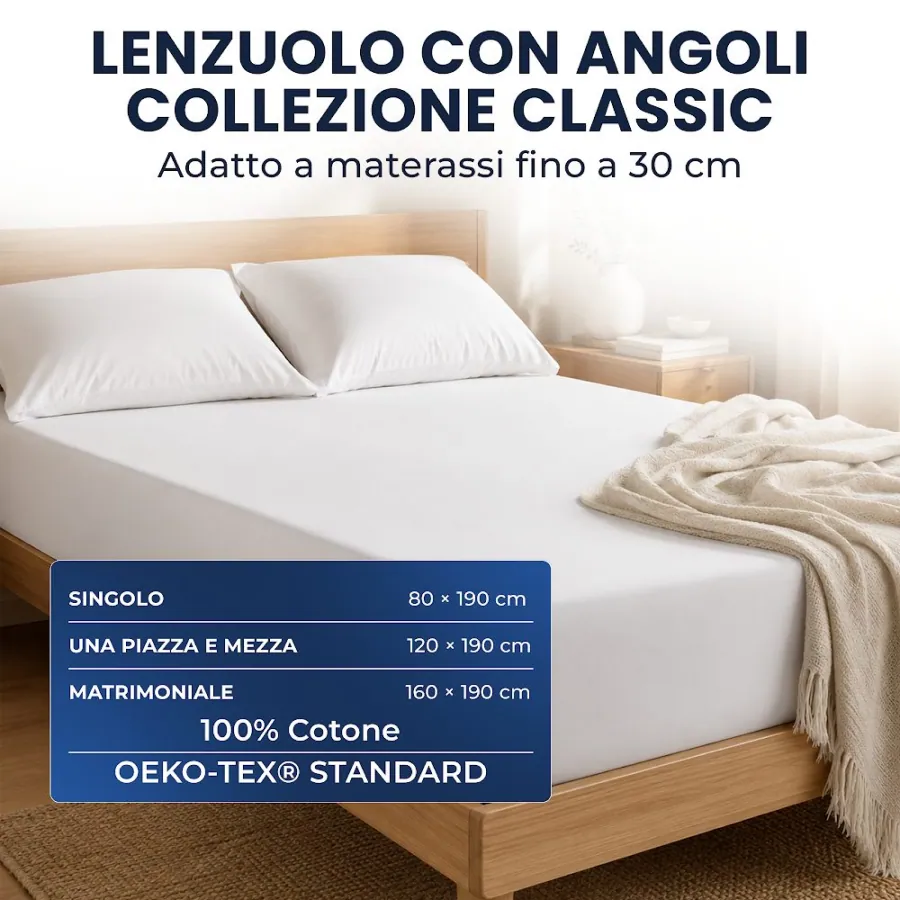 LENZUOLO CON ANGOLI
COLLEZIONE CLASSIC
Adatto a materassi fino a 30 cm
SINGOLO 80 × 190 cm
UNA PIAZZA E MEZZA 120 × 190 cm
MATRIMONIALE 160 × 190 cm
100% Cotone
OEKO-TEX® STANDARD